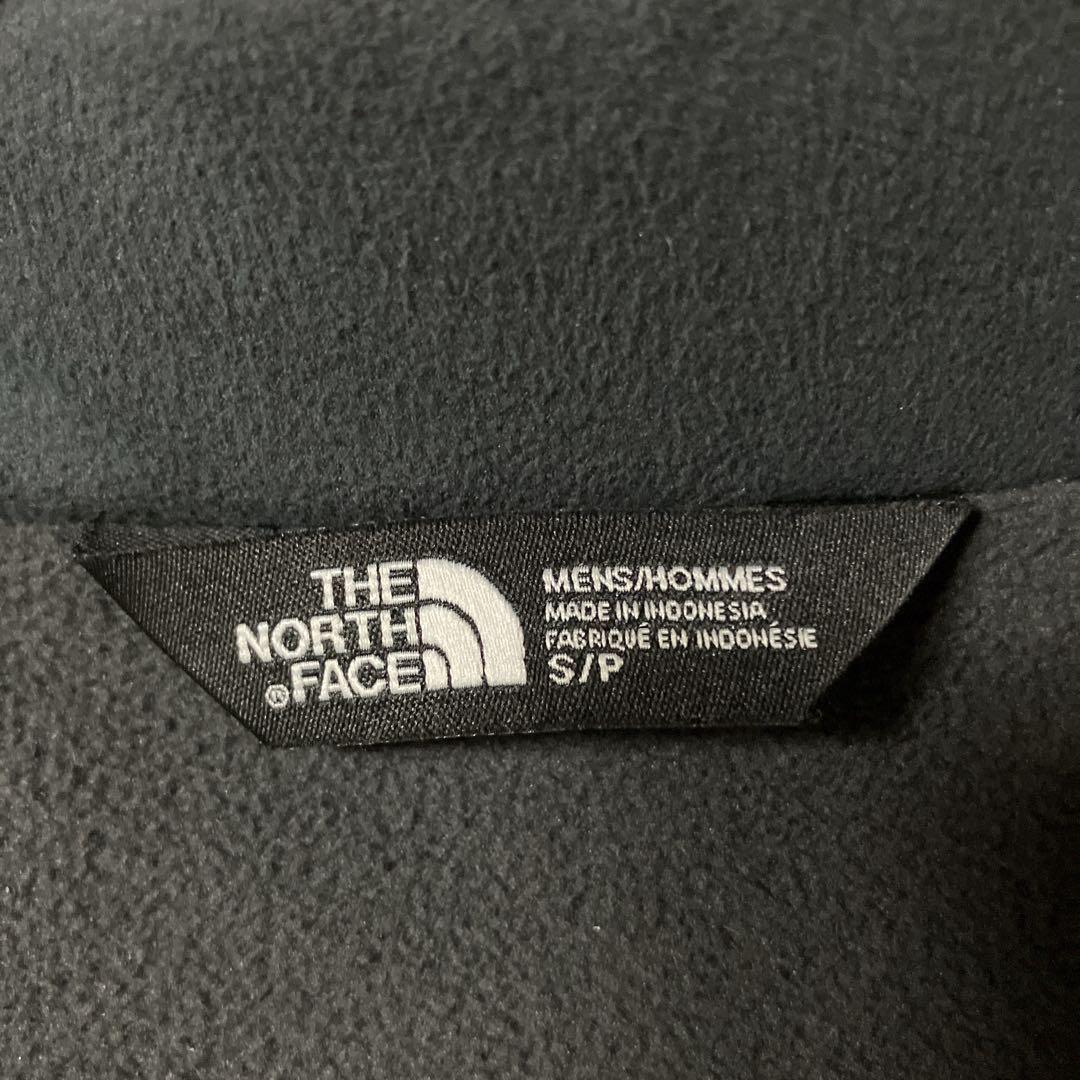 THE
NORTH
®FACE
MENS/HOMMES
MADE IN INDONESIA
FABRIQUÉ EN INDONÉSIE
S/P